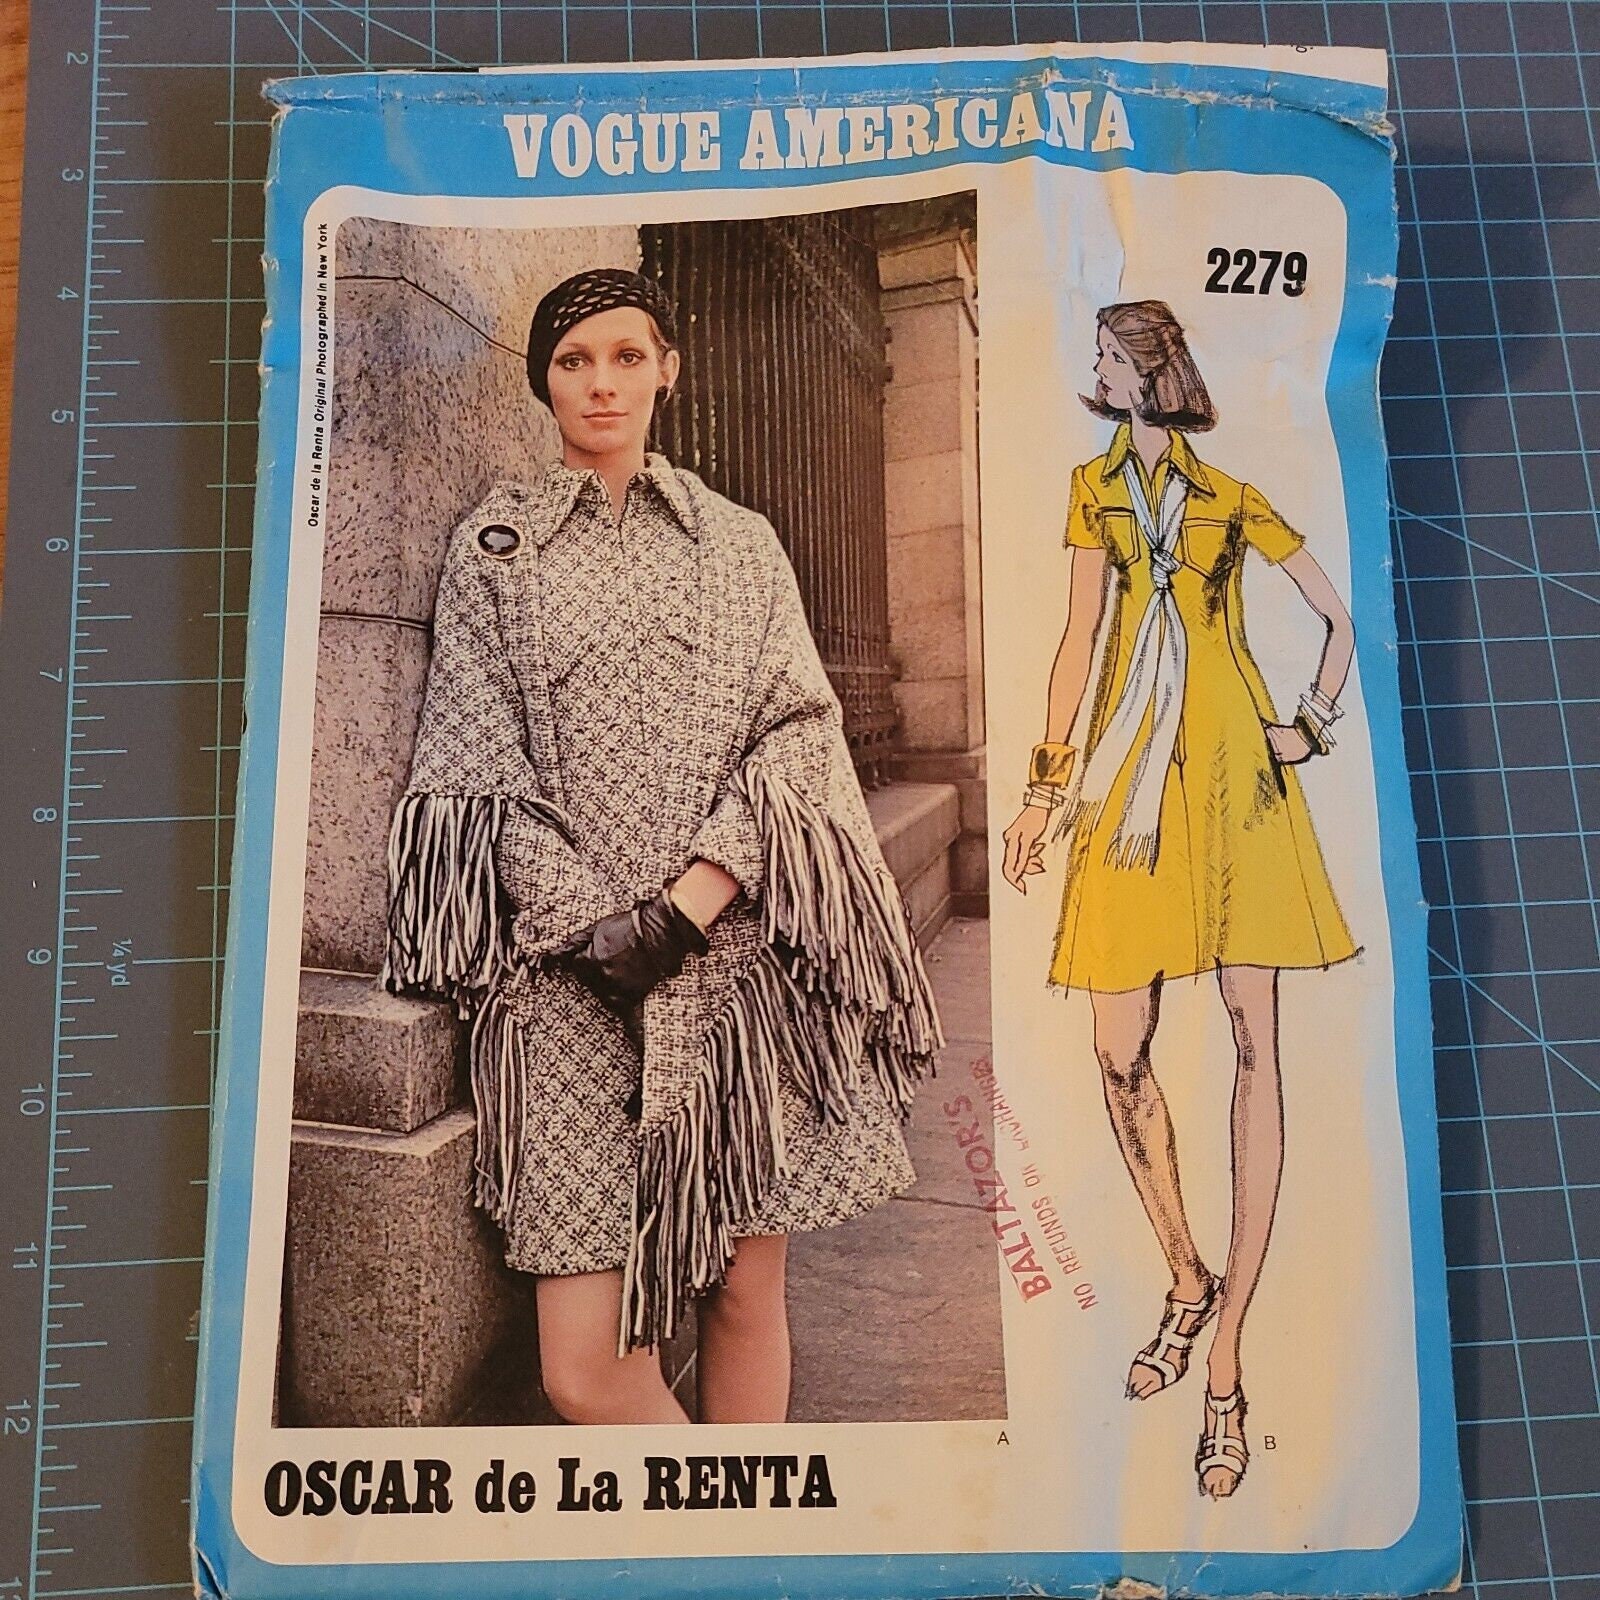 VOGUE AMERICANA
2279
Oscar de la Renta Original Photographed in New York
BALTAZOR'S
NO REFUNDS OR EXCHANGES
A
B
OSCAR de La RENTA
2
3
4
5
6
7
8
9
¼ yd
10
11
12